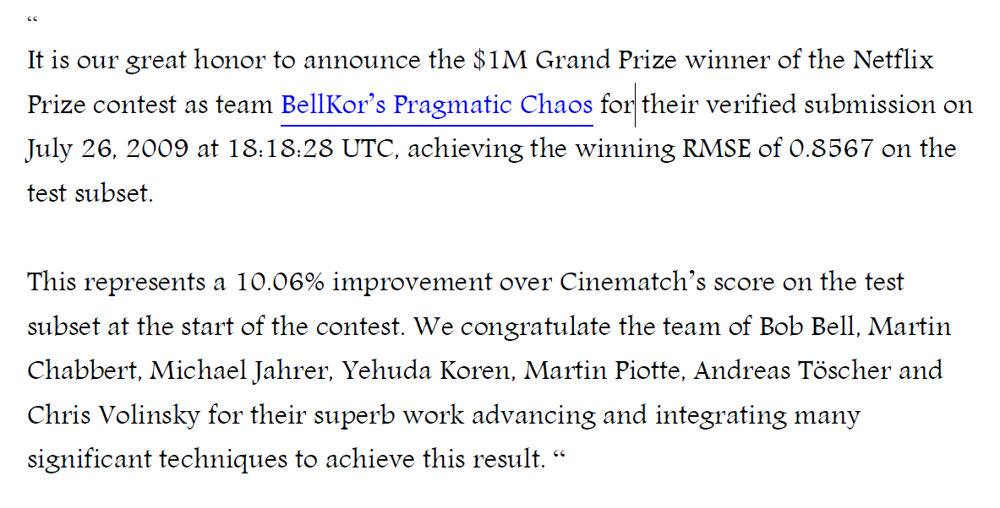 “
It is our great honor to announce the $1M Grand Prize winner of the Netflix
Prize contest as team BellKor’s Pragmatic Chaos for their verified submission on
July 26, 2009 at 18:18:28 UTC, achieving the winning RMSE of 0.8567 on the
test subset.
This represents a 10.06% improvement over Cinematch’s score on the test
subset at the start of the contest. We congratulate the team of Bob Bell, Martin
Chabbert, Michael Jahrer, Yehuda Koren, Martin Piotte, Andreas Töscher and
Chris Volinsky for their superb work advancing and integrating many
significant techniques to achieve this result. “